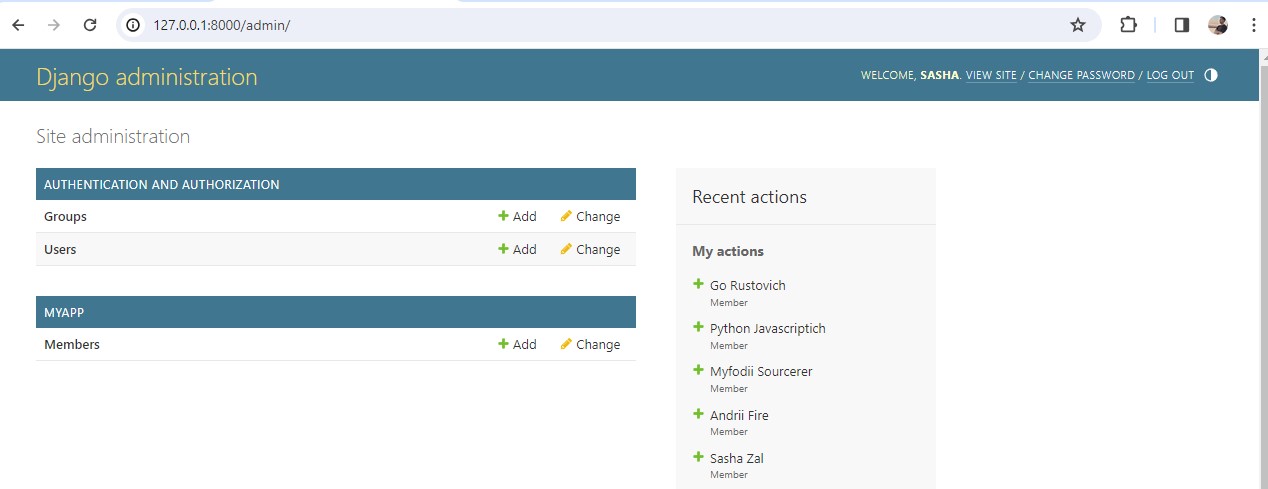 127.0.0.1:8000/admin/
Django administration
WELCOME, SASHA. VIEW SITE / CHANGE PASSWORD / LOG OUT
Site administration
AUTHENTICATION AND AUTHORIZATION
Groups Add Change
Users Add Change
MYAPP
Members Add Change
Recent actions
My actions
Go Rustovich
Member
Python Javascriptich
Member
Myfodii Sourcerer
Member
Andrii Fire
Member
Sasha Zal
Member